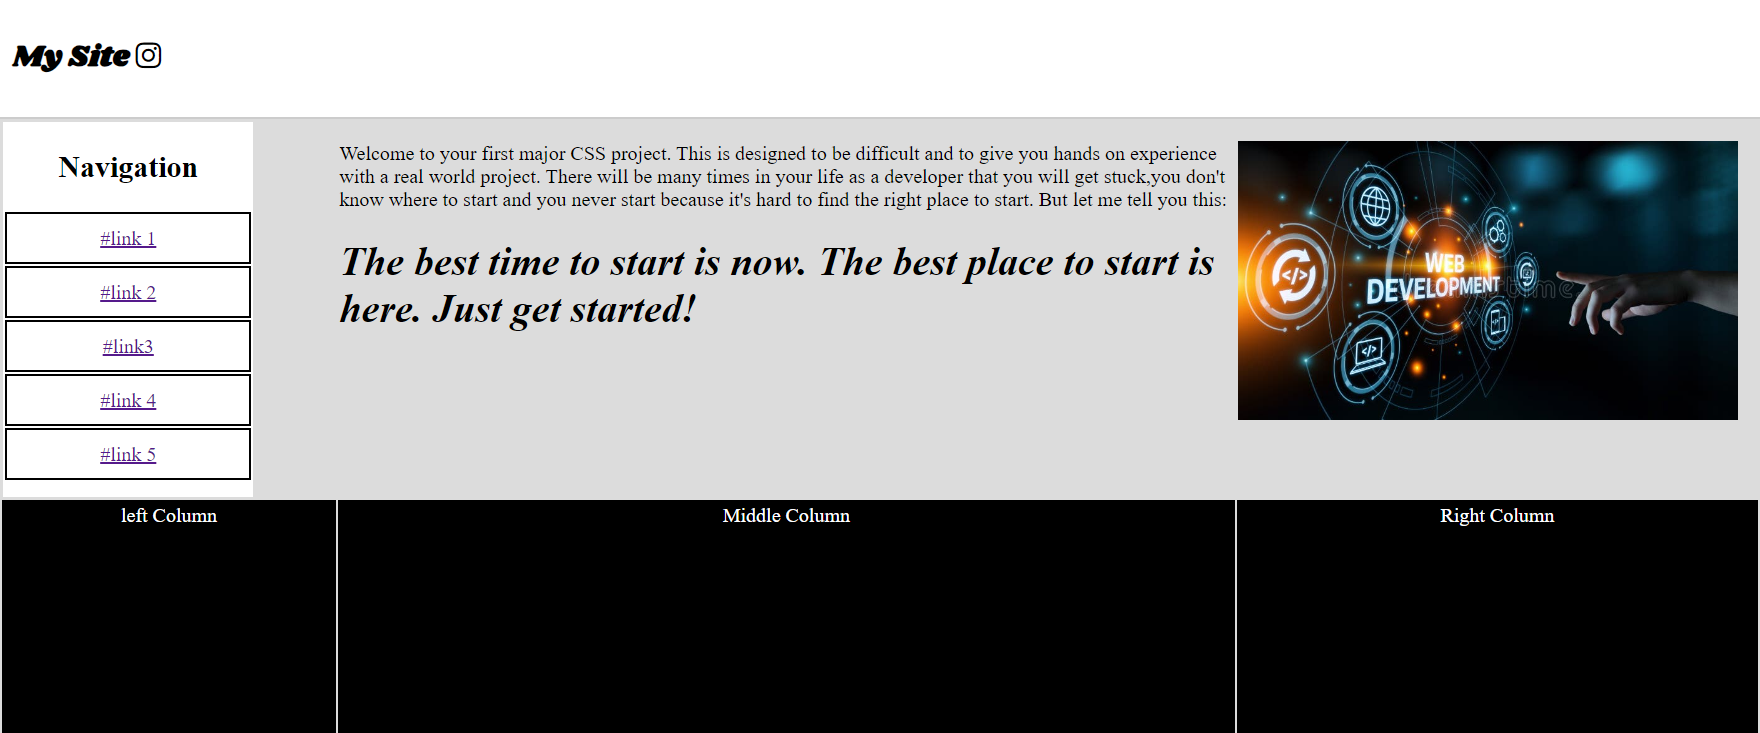 My Site
Navigation
#link 1
#link 2
#link3
#link 4
#link 5
Welcome to your first major CSS project. This is designed to be difficult and to give you hands on experience
with a real world project. There will be many times in your life as a developer that you will get stuck,you don't
know where to start and you never start because it's hard to find the right place to start. But let me tell you this:
The best time to start is now. The best place to start is
here. Just get started!
</>
WEB
DEVELOPMENT
</>
left Column
Middle Column
Right Column